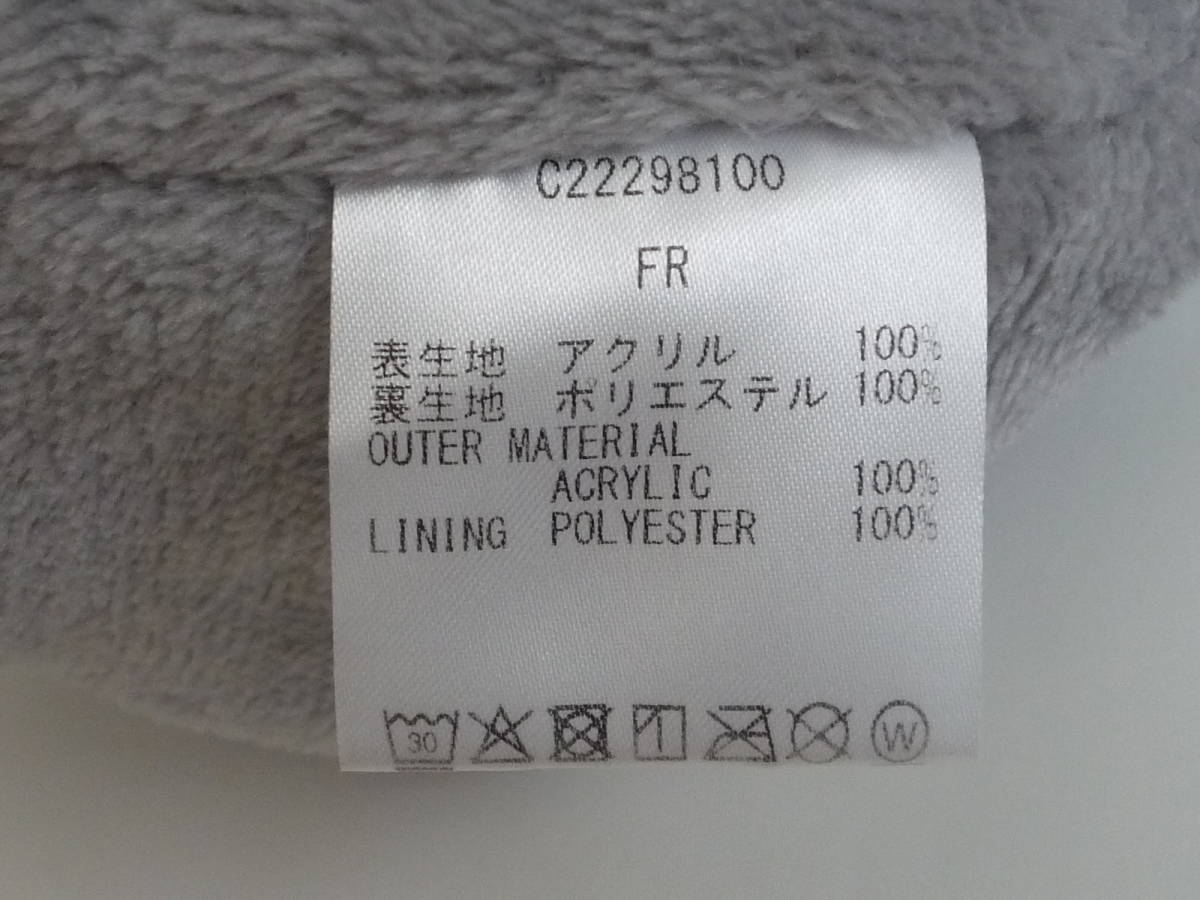 C22298100
FR
表生地 アクリル 100%
裏生地 ポリエステル 100%
OUTER MATERIAL
ACRYLIC 100%
LINING POLYESTER 100%
30 W